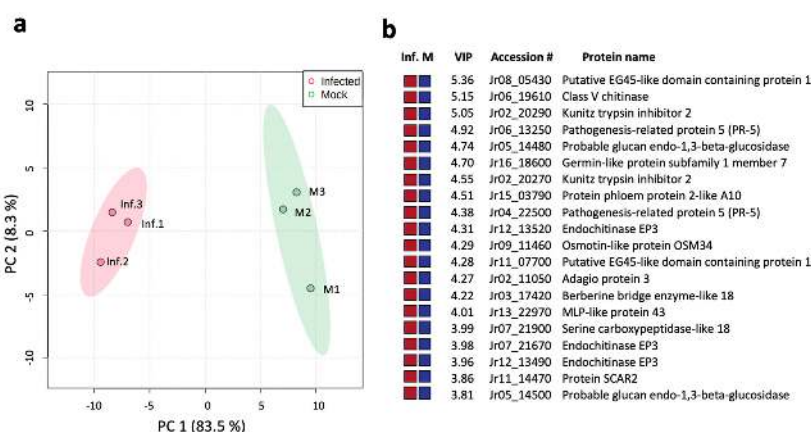 a
Infected
Mock
10
5
0
-5
-10
PC 2 (8.3 %)
Inf.3
Inf.1
Inf.2
M3
M2
M1
-10
-5
0
5
10
PC 1 (83.5 %)
b
Inf. M VIP Accession # Protein name
5.36 Jr08_05430 Putative EG45-like domain containing protein 1
5.15 Jr06_19610 Class V chitinase
5.05 Jr02_20290 Kunitz trypsin inhibitor 2
4.92 Jr06_13250 Pathogenesis-related protein 5 (PR-5)
4.74 Jr05_14480 Probable glucan endo-1,3-beta-glucosidase
4.70 Jr16_18600 Germin-like protein subfamily 1 member 7
4.55 Jr02_20270 Kunitz trypsin inhibitor 2
4.51 Jr15_03790 Protein phloem protein 2-like A10
4.38 Jr04_22500 Pathogenesis-related protein 5 (PR-5)
4.31 Jr12_13520 Endochitinase EP3
4.29 Jr09_11460 Osmotin-like protein OSM34
4.28 Jr11_07700 Putative EG45-like domain containing protein 1
4.27 Jr02_11050 Adagio protein 3
4.22 Jr03_17420 Berberine bridge enzyme-like 18
4.01 Jr13_22970 MLP-like protein 43
3.99 Jr07_21900 Serine carboxypeptidase-like 18
3.98 Jr07_21670 Endochitinase EP3
3.96 Jr12_13490 Endochitinase EP3
3.86 Jr11_14470 Protein SCAR2
3.81 Jr05_14500 Probable glucan endo-1,3-beta-glucosidase